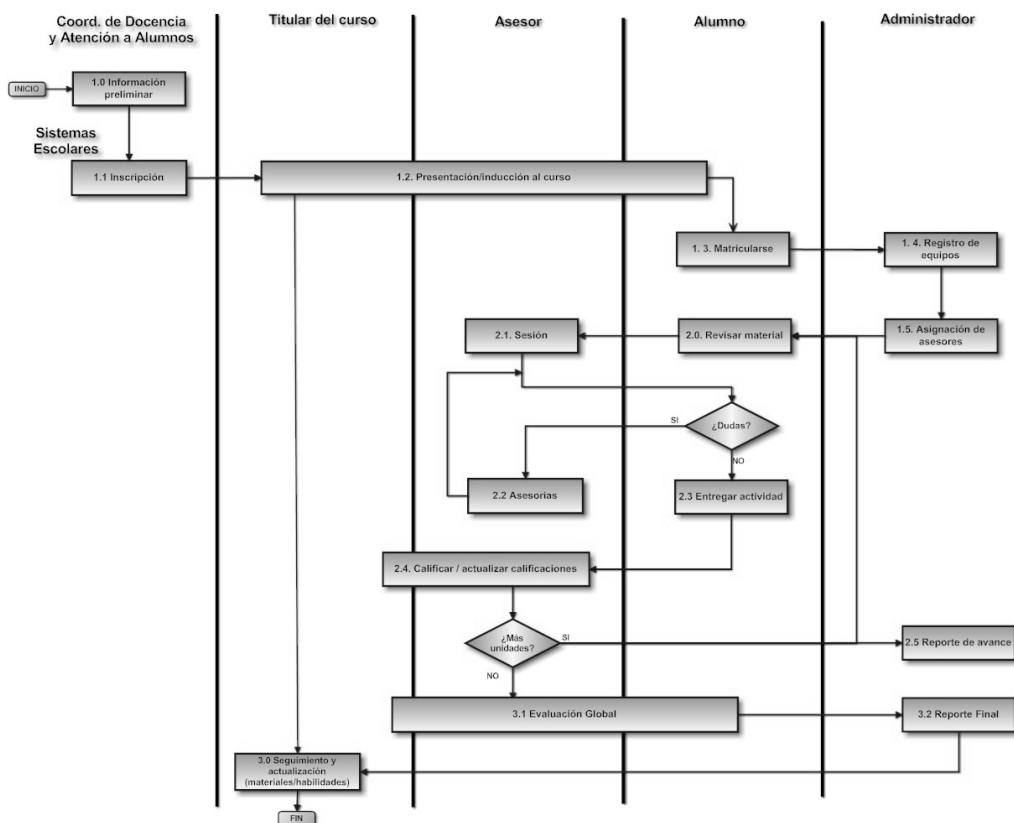 Coord. de Docencia
y Atención a Alumnos
Titular del curso
Asesor
Alumno
Administrador
INICIO
1.0 Información
preliminar
Sistemas
Escolares
1.1 Inscripción
1.2. Presentación/inducción al curso
1. 3. Matricularse
1. 4. Registro de
equipos
2.1. Sesión
2.0. Revisar material
1.5. Asignación de
asesores
SI
¿Dudas?
NO
2.2 Asesorías
2.3 Entregar actividad
2.4. Calificar / actualizar calificaciones
¿Más
unidades?
SI
2.5 Reporte de avance
NO
3.1 Evaluación Global
3.2 Reporte Final
3.0 Seguimiento y
actualización
(materiales/habilidades)
FIN